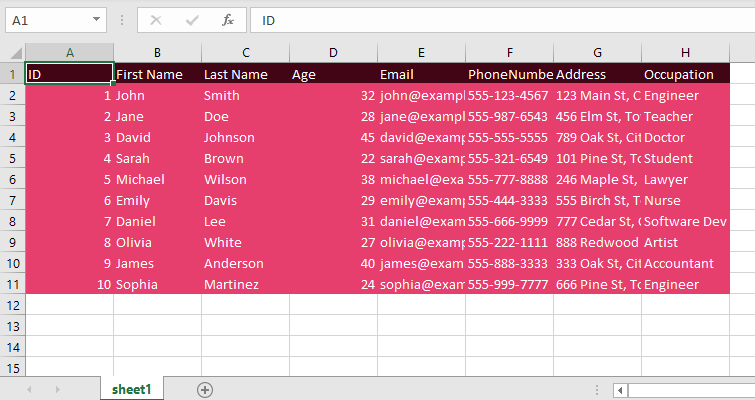 A1 fx ID
A B C D E F G H
1 ID First Name Last Name Age Email PhoneNumbe Address Occupation
2 1 John Smith 32 john@exampl 555-123-4567 123 Main St, C Engineer
3 2 Jane Doe 28 jane@examp 555-987-6543 456 Elm St, To Teacher
4 3 David Johnson 45 david@examp 555-555-5555 789 Oak St, Cit Doctor
5 4 Sarah Brown 22 sarah@examp 555-321-6549 101 Pine St, To Student
6 5 Michael Wilson 38 michael@exa 555-777-8888 246 Maple St, Lawyer
7 6 Emily Davis 29 emily@examp 555-444-3333 555 Birch St, T Nurse
8 7 Daniel Lee 31 daniel@exam 555-666-9999 777 Cedar St, Software Dev
9 8 Olivia White 27 olivia@examp 555-222-1111 888 Redwood Artist
10 9 James Anderson 40 james@exam 555-888-3333 333 Oak St, Cit Accountant
11 10 Sophia Martinez 24 sophia@exam 555-999-7777 666 Pine St, To Engineer
12
13
14
15
sheet1